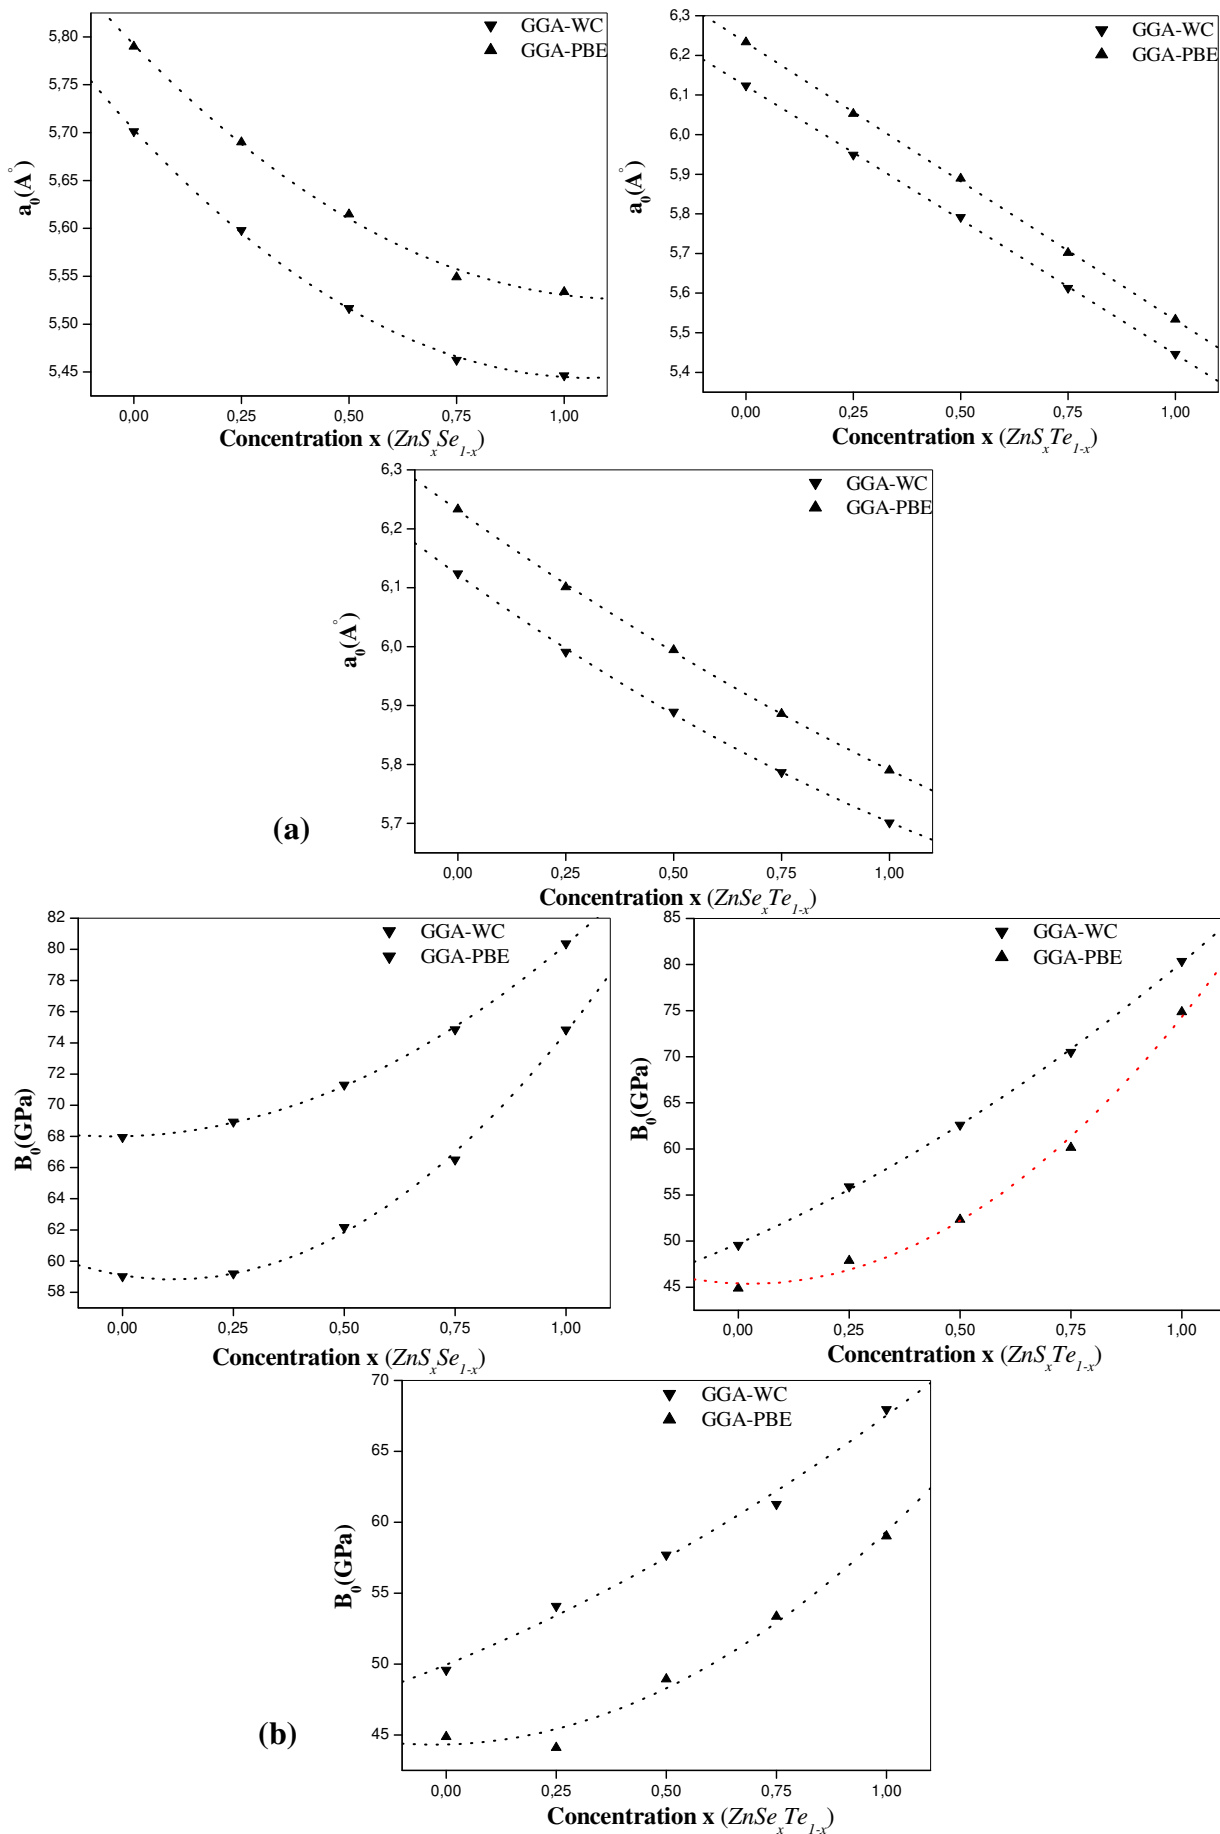 GGA-WC
GGA-PBE
5,80
5,75
5,70
5,65
5,60
5,55
5,50
5,45
a0(A°)
0,00 0,25 0,50 0,75 1,00
Concentration x (ZnSxSe1-x)
GGA-WC
GGA-PBE
6,3
6,2
6,1
6,0
5,9
5,8
5,7
5,6
5,5
5,4
a0(A°)
0,00 0,25 0,50 0,75 1,00
Concentration x (ZnSxTe1-x)
GGA-WC
GGA-PBE
6,3
6,2
6,1
6,0
5,9
5,8
5,7
a0(A°)
0,00 0,25 0,50 0,75 1,00
Concentration x (ZnSexTe1-x)
(a)
GGA-WC
GGA-PBE
82
80
78
76
74
72
70
68
66
64
62
60
58
B0(GPa)
0,00 0,25 0,50 0,75 1,00
Concentration x (ZnSxSe1-x)
GGA-WC
GGA-PBE
85
80
75
70
65
60
55
50
45
B0(GPa)
0,00 0,25 0,50 0,75 1,00
Concentration x (ZnSxTe1-x)
GGA-WC
GGA-PBE
70
65
60
55
50
45
B0(GPa)
0,00 0,25 0,50 0,75 1,00
Concentration x (ZnSexTe1-x)
(b)